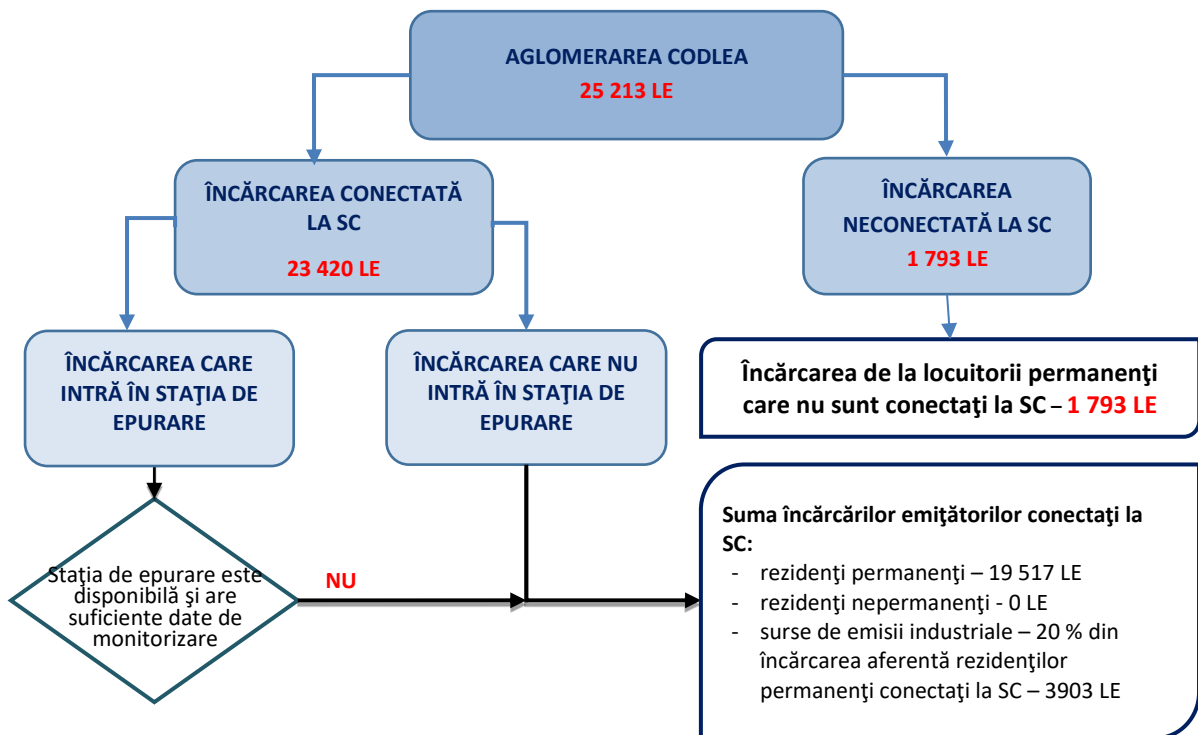 AGLOMERAREA CODLEA
25 213 LE
ÎNCĂRCAREA CONECTATĂ
LA SC
23 420 LE
ÎNCĂRCAREA
NECONECTATĂ LA SC
1 793 LE
ÎNCĂRCAREA CARE
INTRĂ ÎN STAŢIA DE
EPURARE
ÎNCĂRCAREA CARE NU
INTRĂ ÎN STAŢIA DE
EPURARE
Încărcarea de la locuitorii permanenţi
care nu sunt conectaţi la SC – 1 793 LE
Staţia de epurare este
disponibilă şi are
suficiente date de
monitorizare
NU
Suma încărcărilor emiţătorilor conectaţi la
SC:
- rezidenţi permanenţi – 19 517 LE
- rezidenţi nepermanenţi - 0 LE
- surse de emisii industriale – 20 % din
încărcarea aferentă rezidenţilor
permanenţi conectaţi la SC – 3903 LE